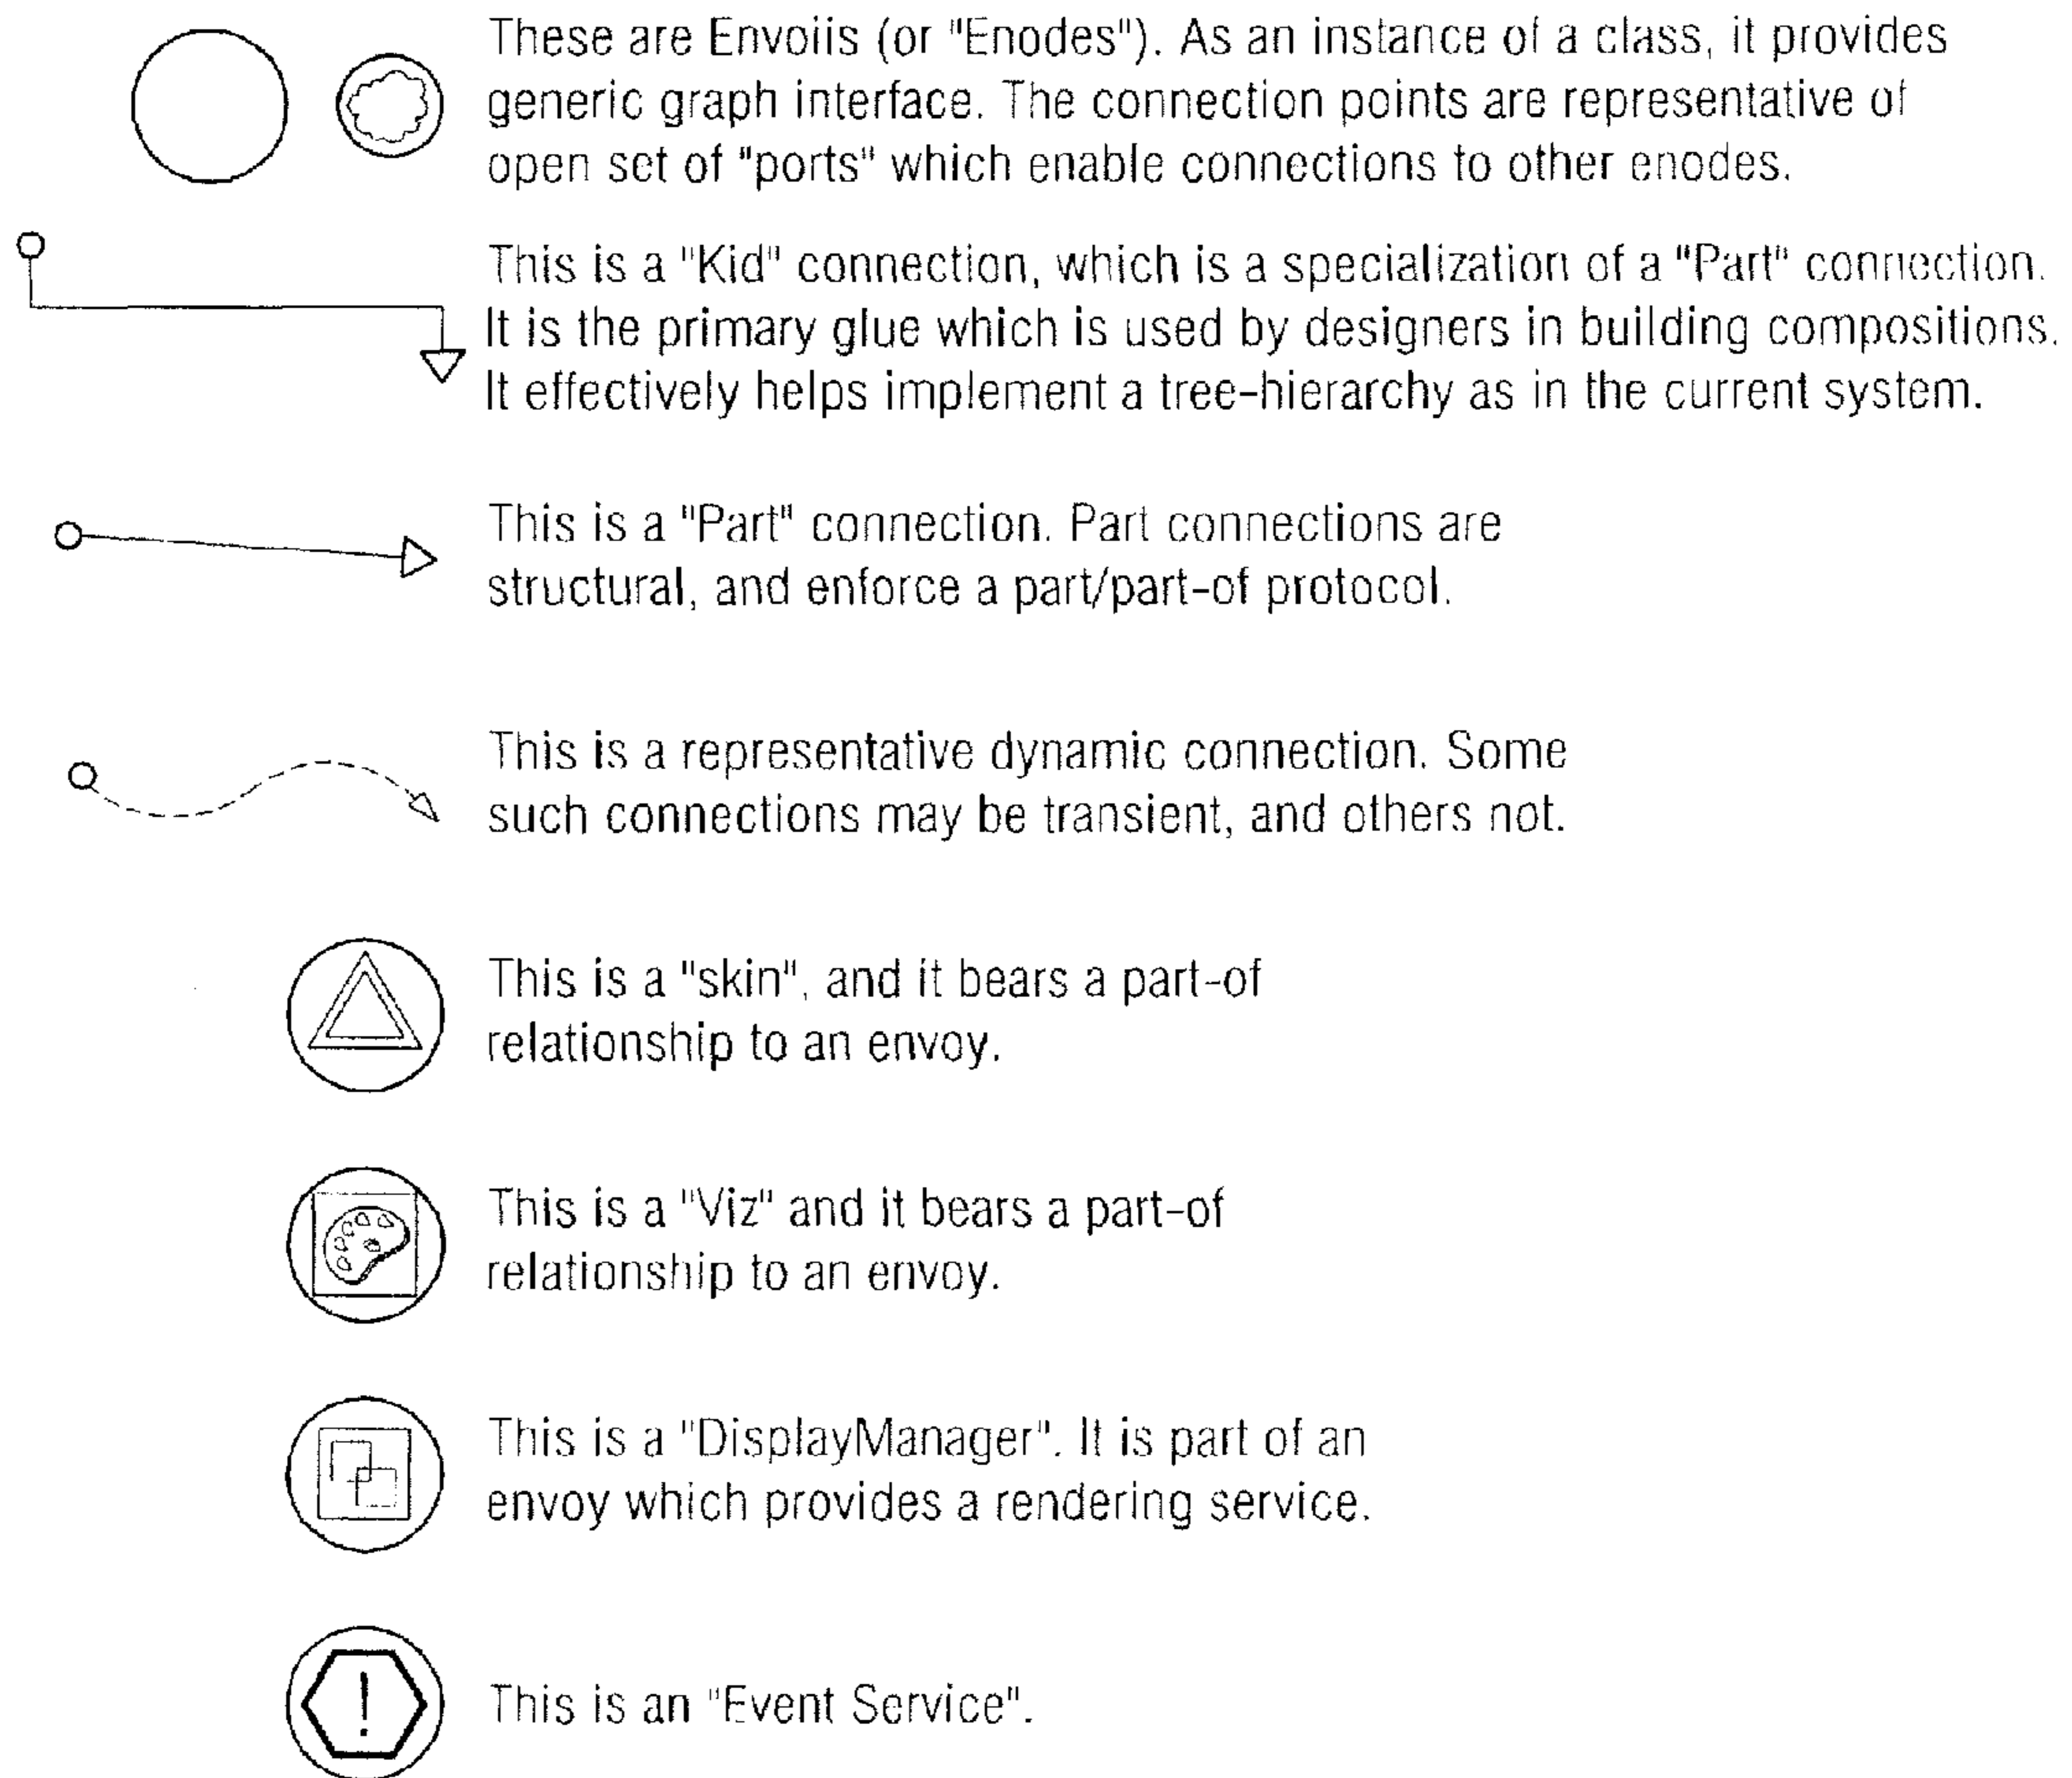 These are Envoiis (or "Enodes"). As an instance of a class, it provides
generic graph interface. The connection points are representative of
open set of "ports" which enable connections to other enodes.
This is a "Kid" connection, which is a specialization of a "Part" connection.
It is the primary glue which is used by designers in building compositions.
It effectively helps implement a tree-hierarchy as in the current system.
This is a "Part" connection. Part connections are
structural, and enforce a part/part-of protocol.
This is a representative dynamic connection. Some
such connections may be transient, and others not.
This is a "skin", and it bears a part-of
relationship to an envoy.
This is a "Viz" and it bears a part-of
relationship to an envoy.
This is a "DisplayManager". It is part of an
envoy which provides a rendering service.
!
This is an "Event Service".